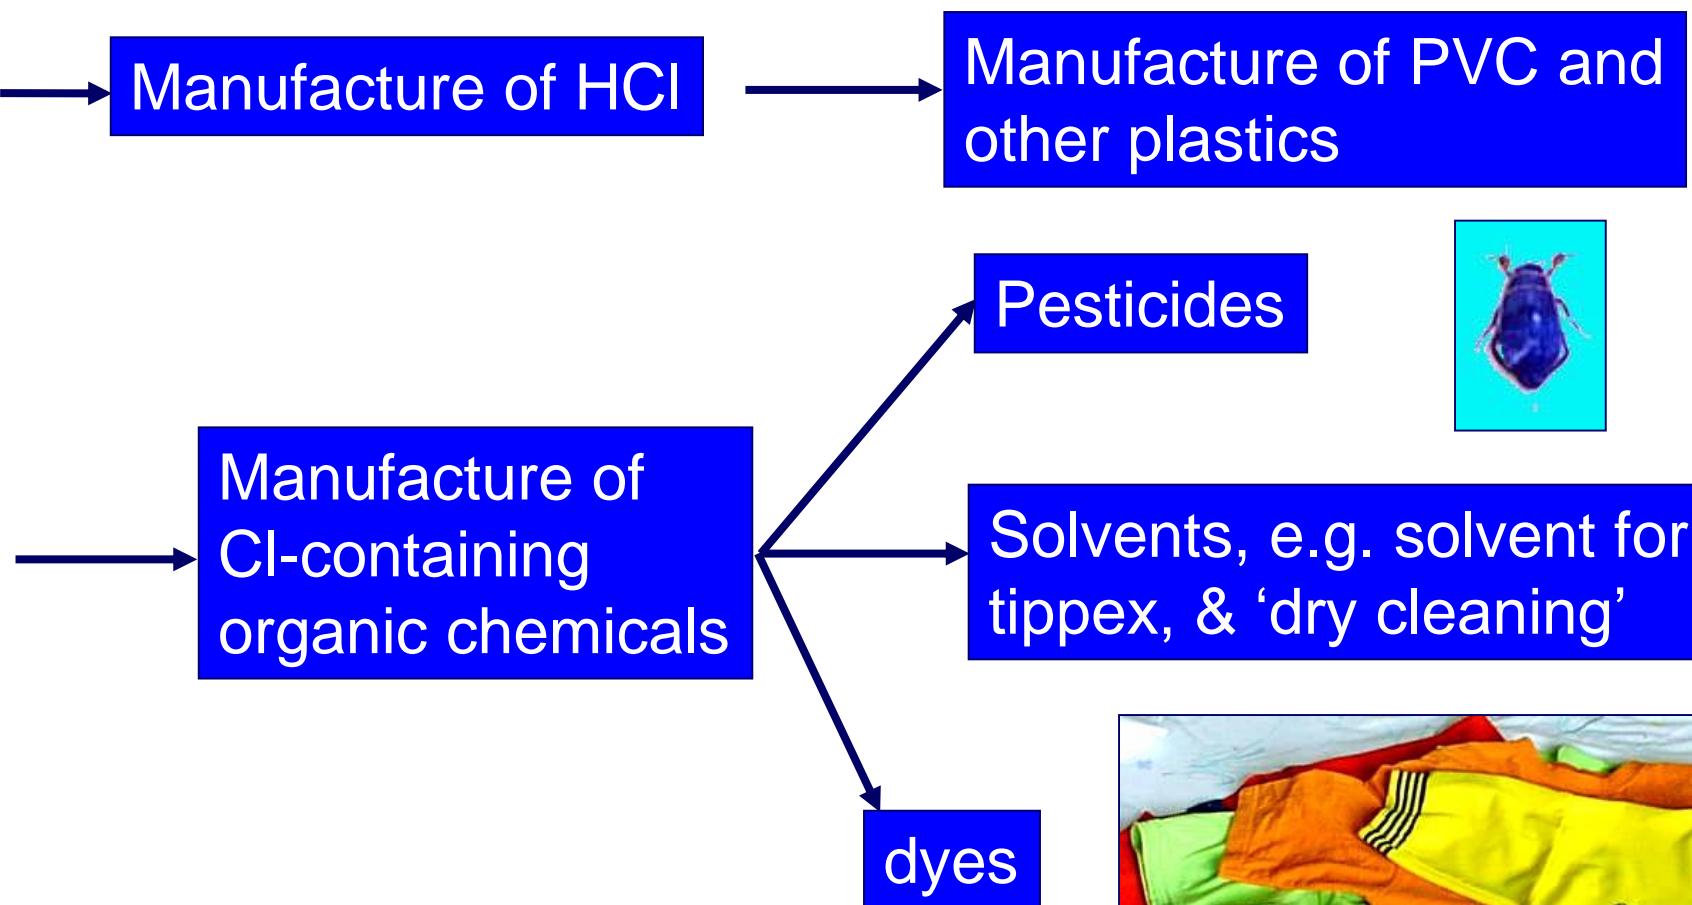 Manufacture of HCl
Manufacture of PVC and
other plastics
Pesticides
Manufacture of
Cl-containing
organic chemicals
Solvents, e.g. solvent for
tippex, & ‘dry cleaning’
dyes